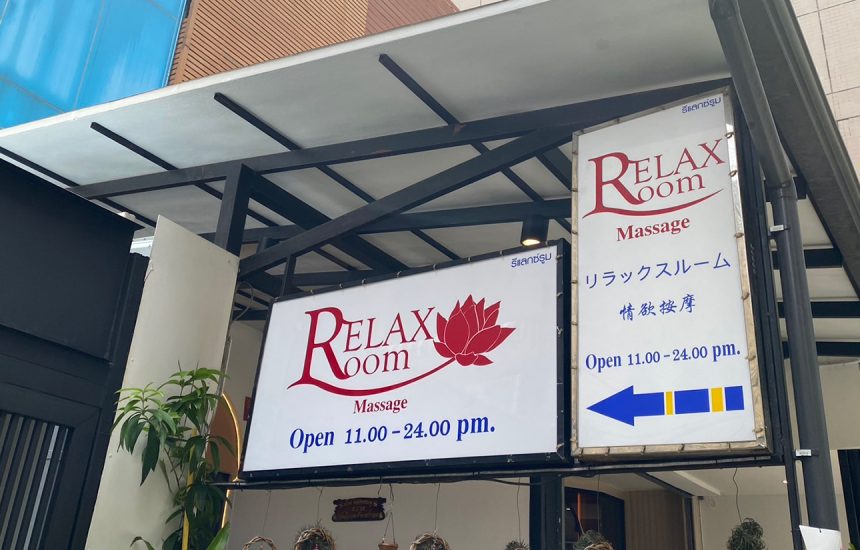 รีแลกซ์รูม
RELAX
Room
Massage
Open 11.00 - 24.00 pm.
รีแลกซ์รูม
RELAX
Room
Massage
リラックスルーム
情欲按摩
Open 11.00 - 24.00 pm.